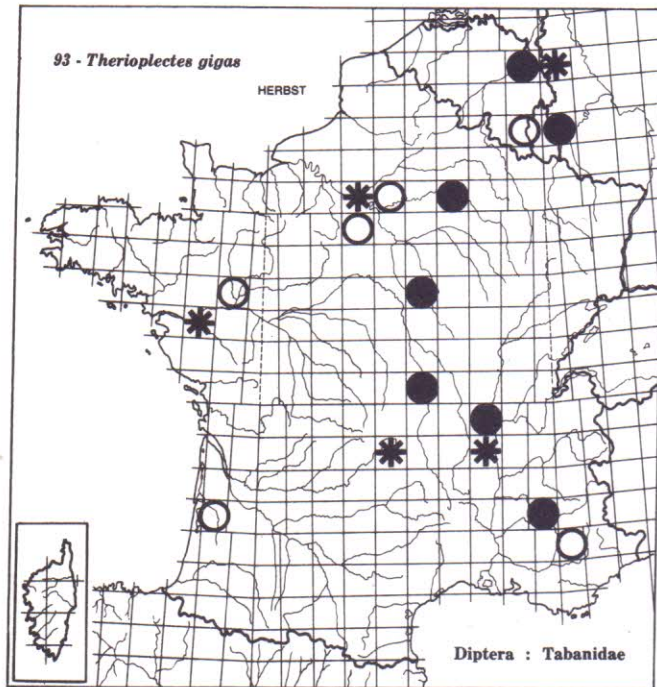 93 - Therioplectes gigas
HERBST
Diptera : Tabanidae